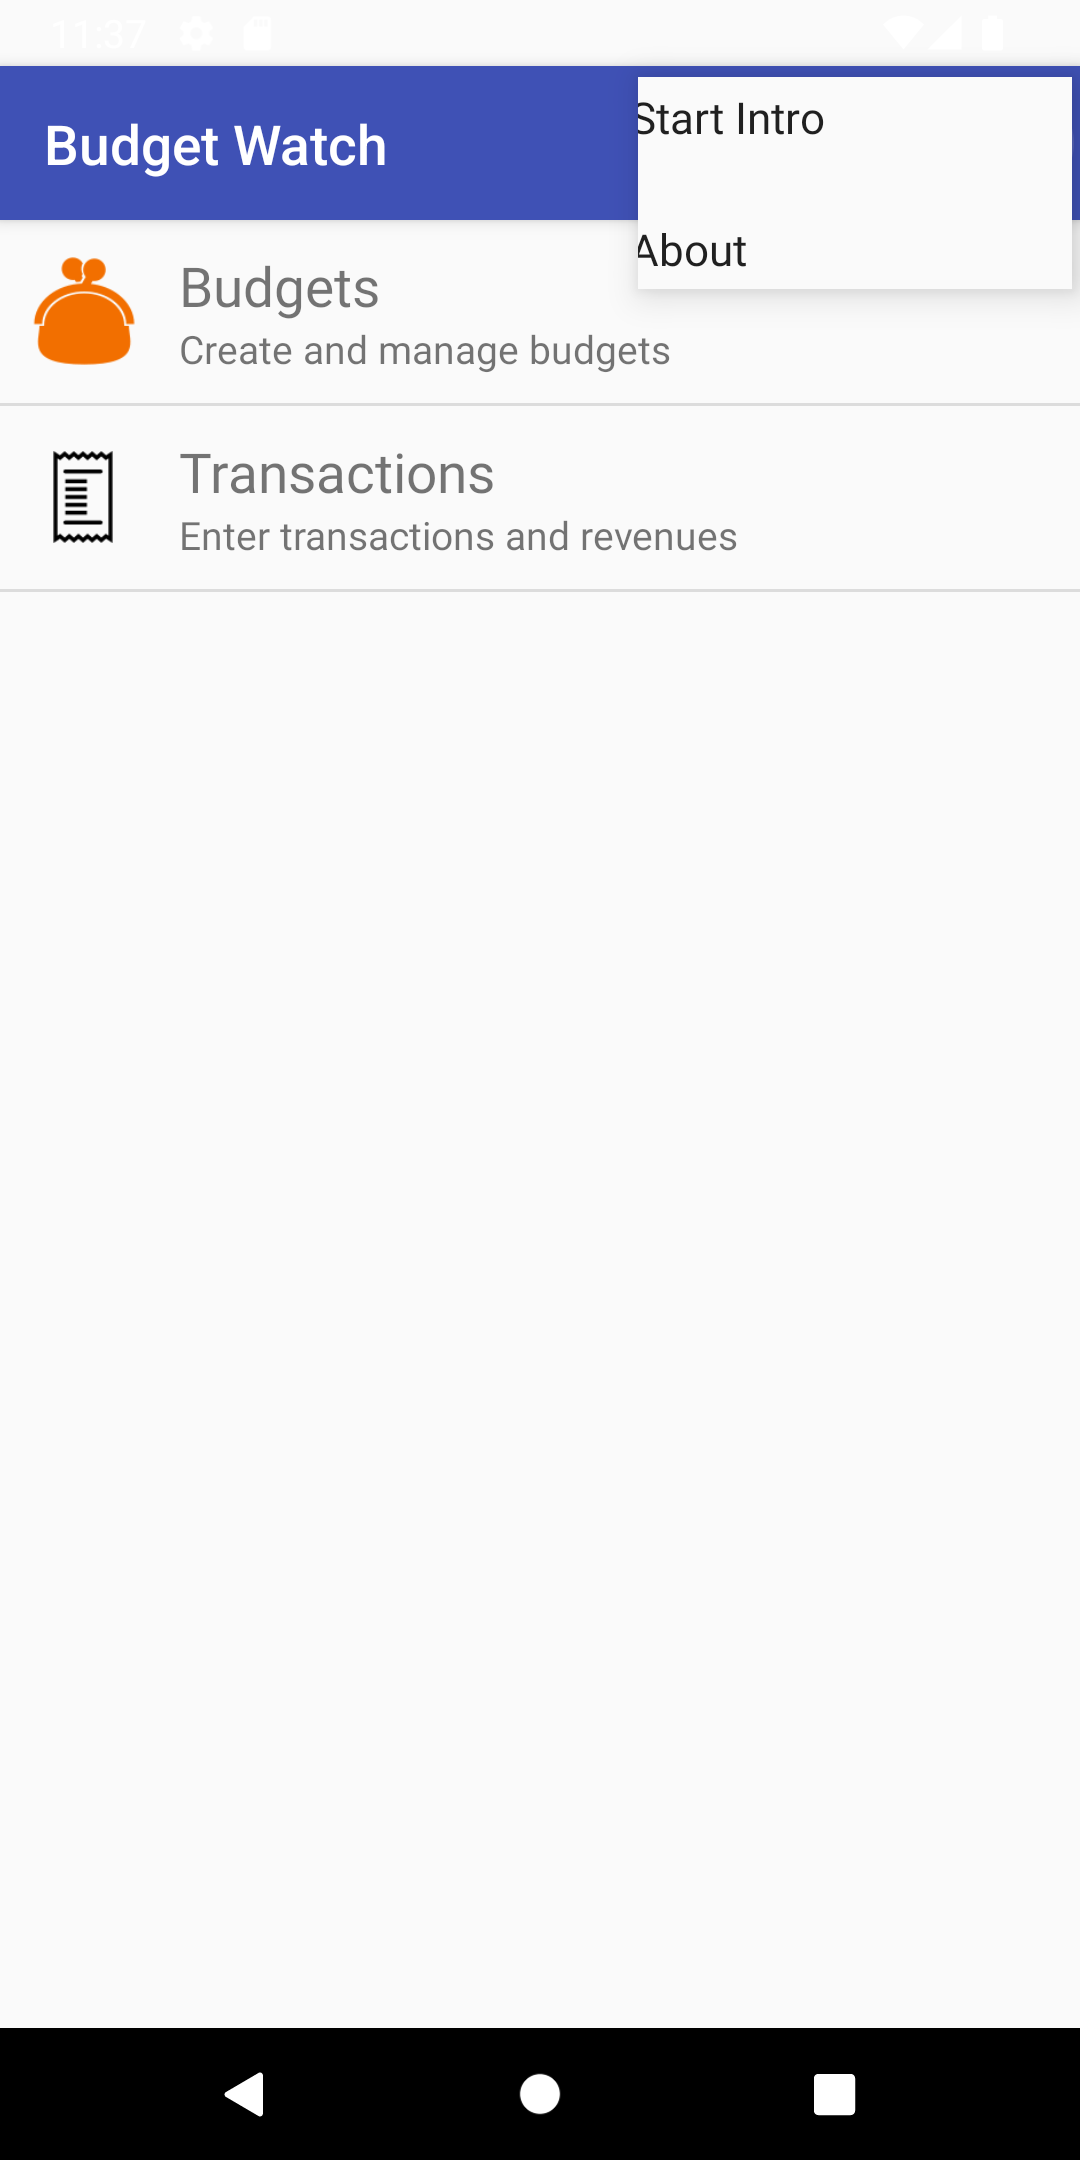 11:37
Budget Watch
Start Intro
About
Budgets
Create and manage budgets
Transactions
Enter transactions and revenues